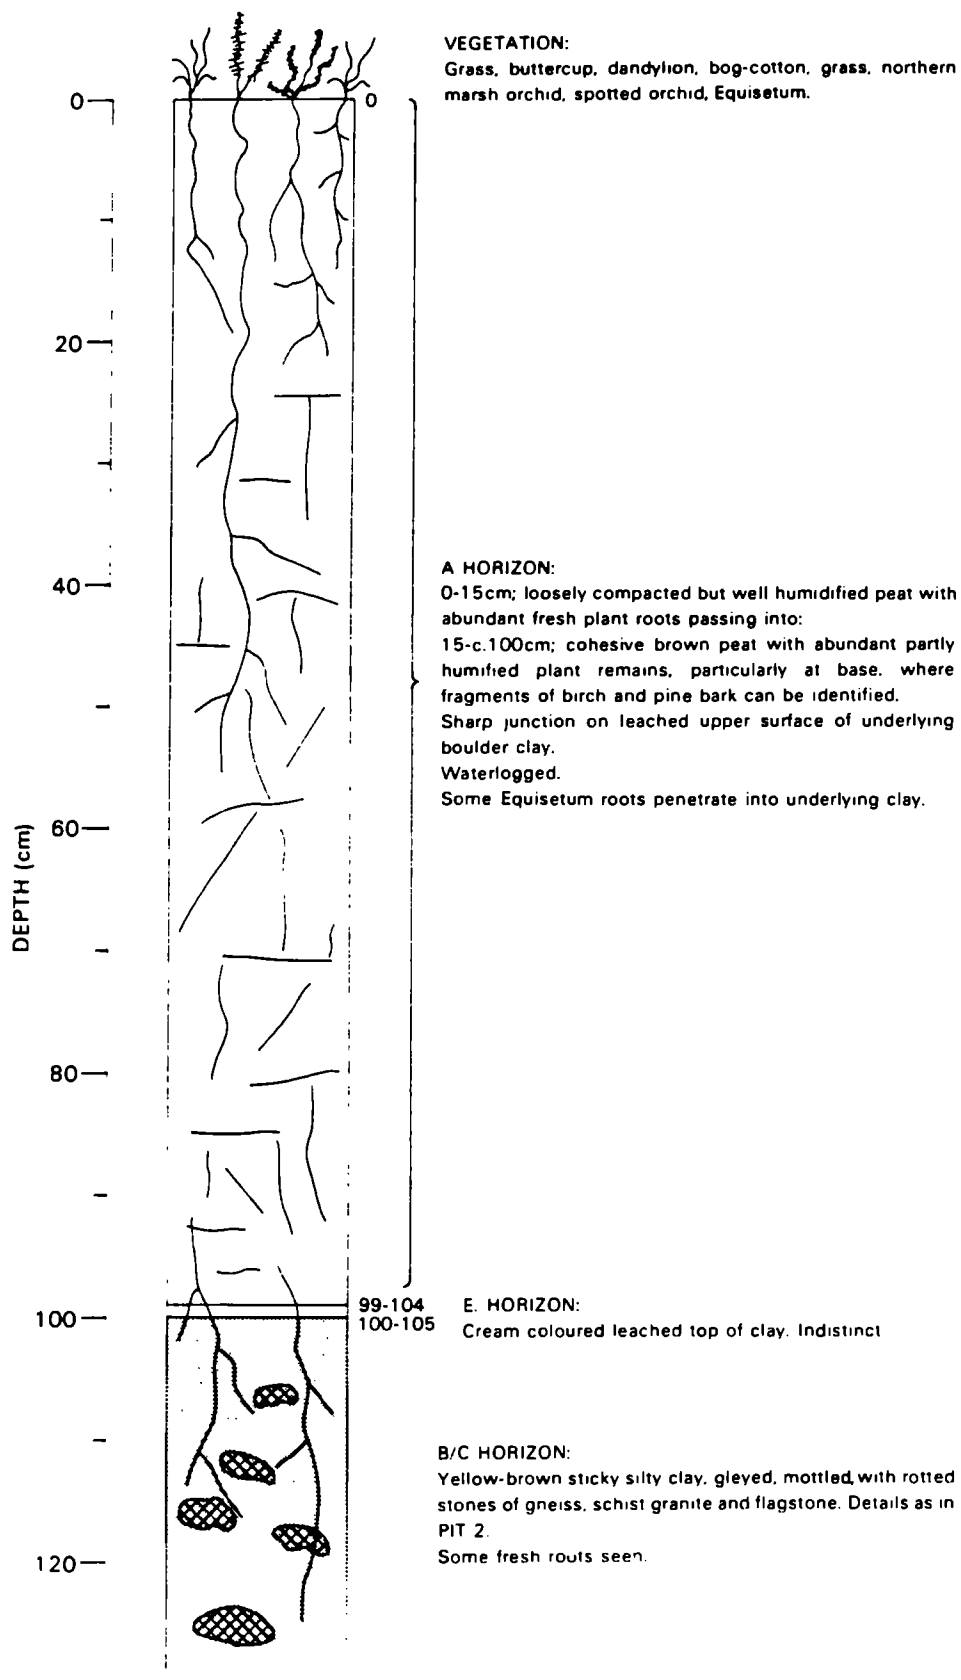 VEGETATION:
Grass, buttercup, dandylion, bog-cotton, grass, northern
marsh orchid, spotted orchid, Equisetum.
0
0
20
40
60
80
100
120
DEPTH (cm)
A HORIZON:
0-15cm; loosely compacted but well humidified peat with
abundant fresh plant roots passing into:
15-c.100cm; cohesive brown peat with abundant partly
humified plant remains, particularly at base, where
fragments of birch and pine bark can be identified.
Sharp junction on leached upper surface of underlying
boulder clay.
Waterlogged.
Some Equisetum roots penetrate into underlying clay.
99-104
100-105
E. HORIZON:
Cream coloured leached top of clay. Indistinct
B/C HORIZON:
Yellow-brown sticky silty clay, gleyed, mottled, with rotted
stones of gneiss, schist granite and flagstone. Details as in
PIT 2.
Some fresh routs seen.